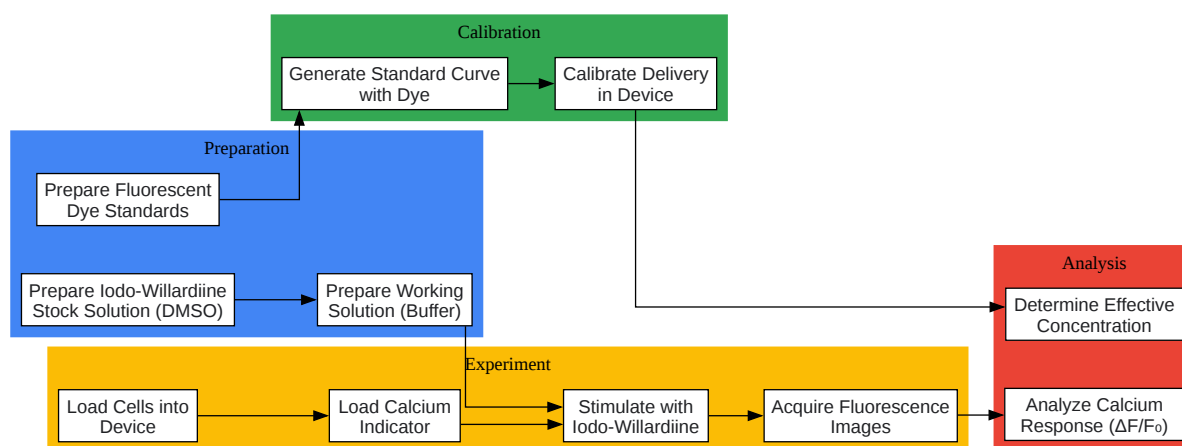 Calibration
Generate Standard Curve
with Dye
Calibrate Delivery
in Device
Preparation
Prepare Fluorescent
Dye Standards
Prepare Iodo-Willardiine
Stock Solution (DMSO)
Prepare Working
Solution (Buffer)
Analysis
Determine Effective
Concentration
Experiment
Load Cells into
Device
Load Calcium
Indicator
Stimulate with
Iodo-Willardiine
Acquire Fluorescence
Images
Analyze Calcium
Response (ΔF/F₀)